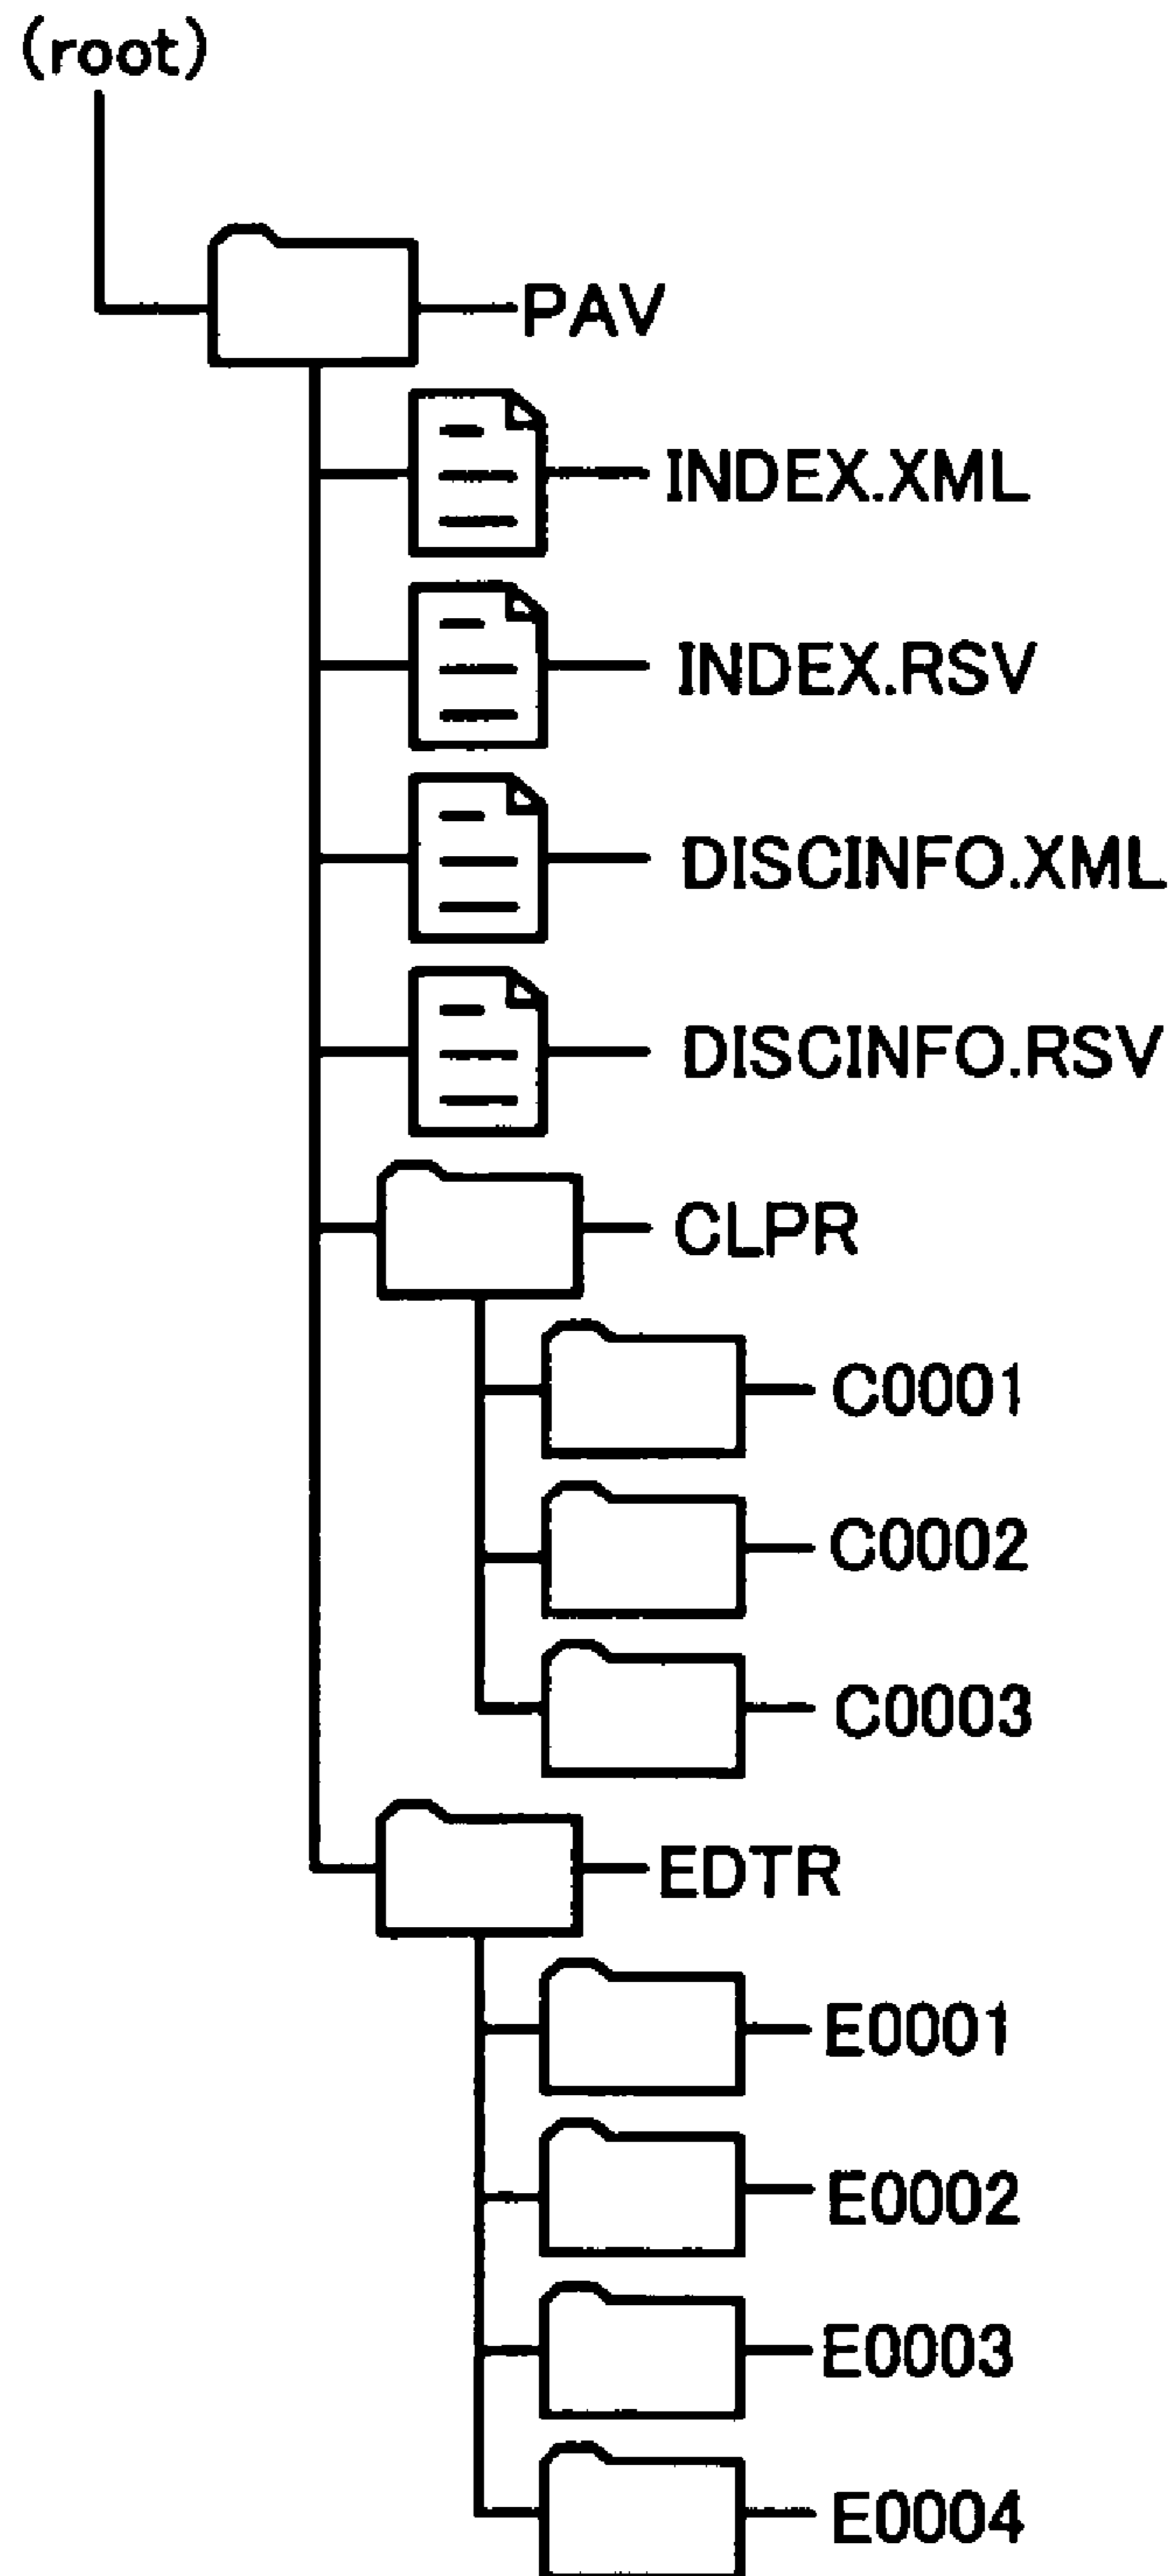 (root)
PAV
INDEX.XML
INDEX.RSV
DISCINFO.XML
DISCINFO.RSV
CLPR
C0001
C0002
C0003
EDTR
E0001
E0002
E0003
E0004